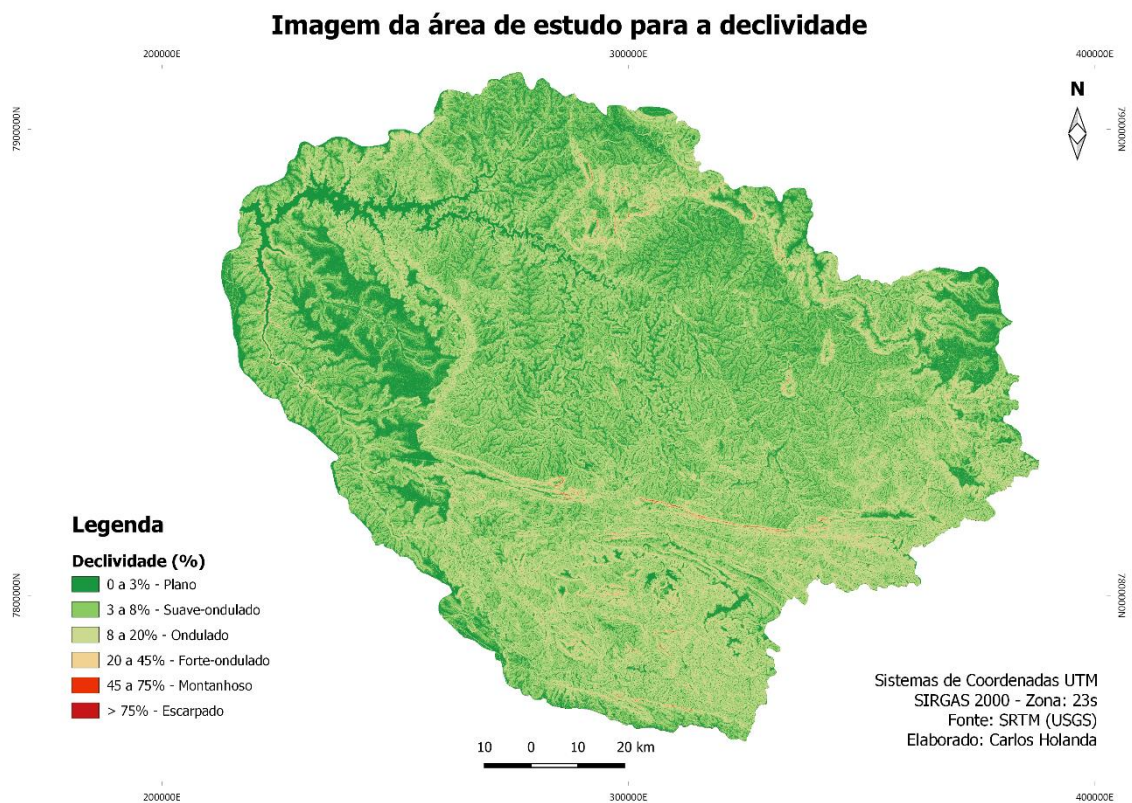 Imagem da área de estudo para a declividade
200000E
300000E
400000E
N
7900000N
7900000N
Legenda
Declividade (%)
0 a 3% - Plano
3 a 8% - Suave-ondulado
8 a 20% - Ondulado
20 a 45% - Forte-ondulado
45 a 75% - Montanhoso
> 75% - Escarpado
7800000N
7800000N
Sistemas de Coordenadas UTM
SIRGAS 2000 - Zona: 23s
Fonte: SRTM (USGS)
Elaborado: Carlos Holanda
10 0 10 20 km
200000E
300000E
400000E